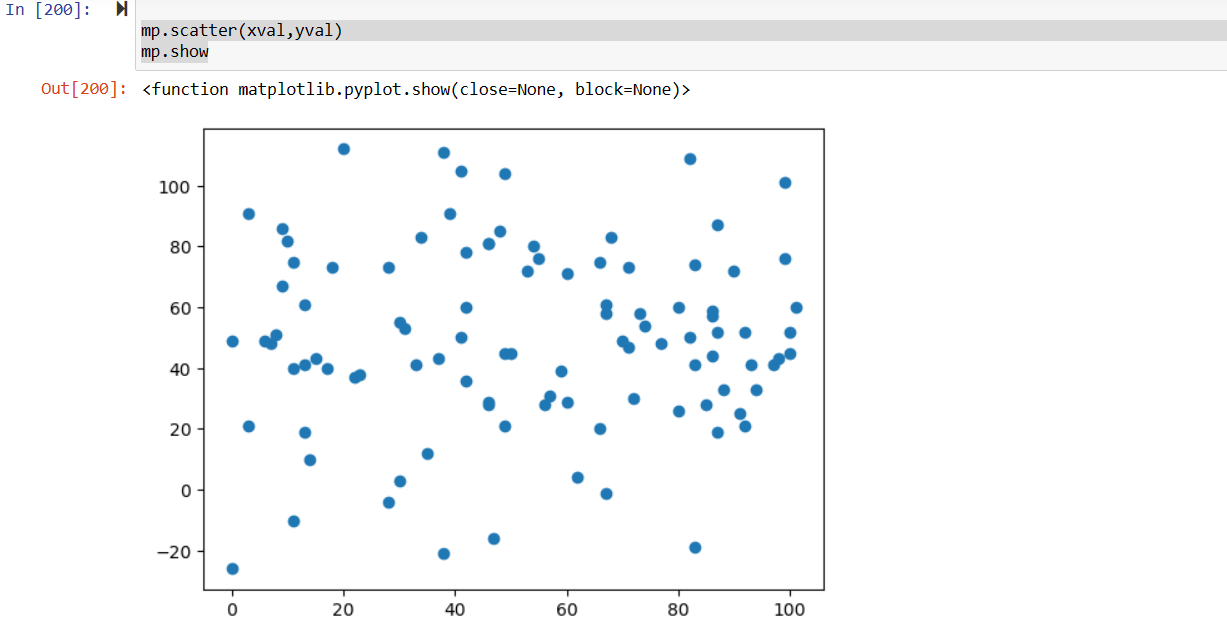 In [200]:
mp.scatter(xval,yval)
mp.show
Out[200]: <function matplotlib.pyplot.show(close=None, block=None)>
100
80
60
40
20
0
−20
0 20 40 60 80 100